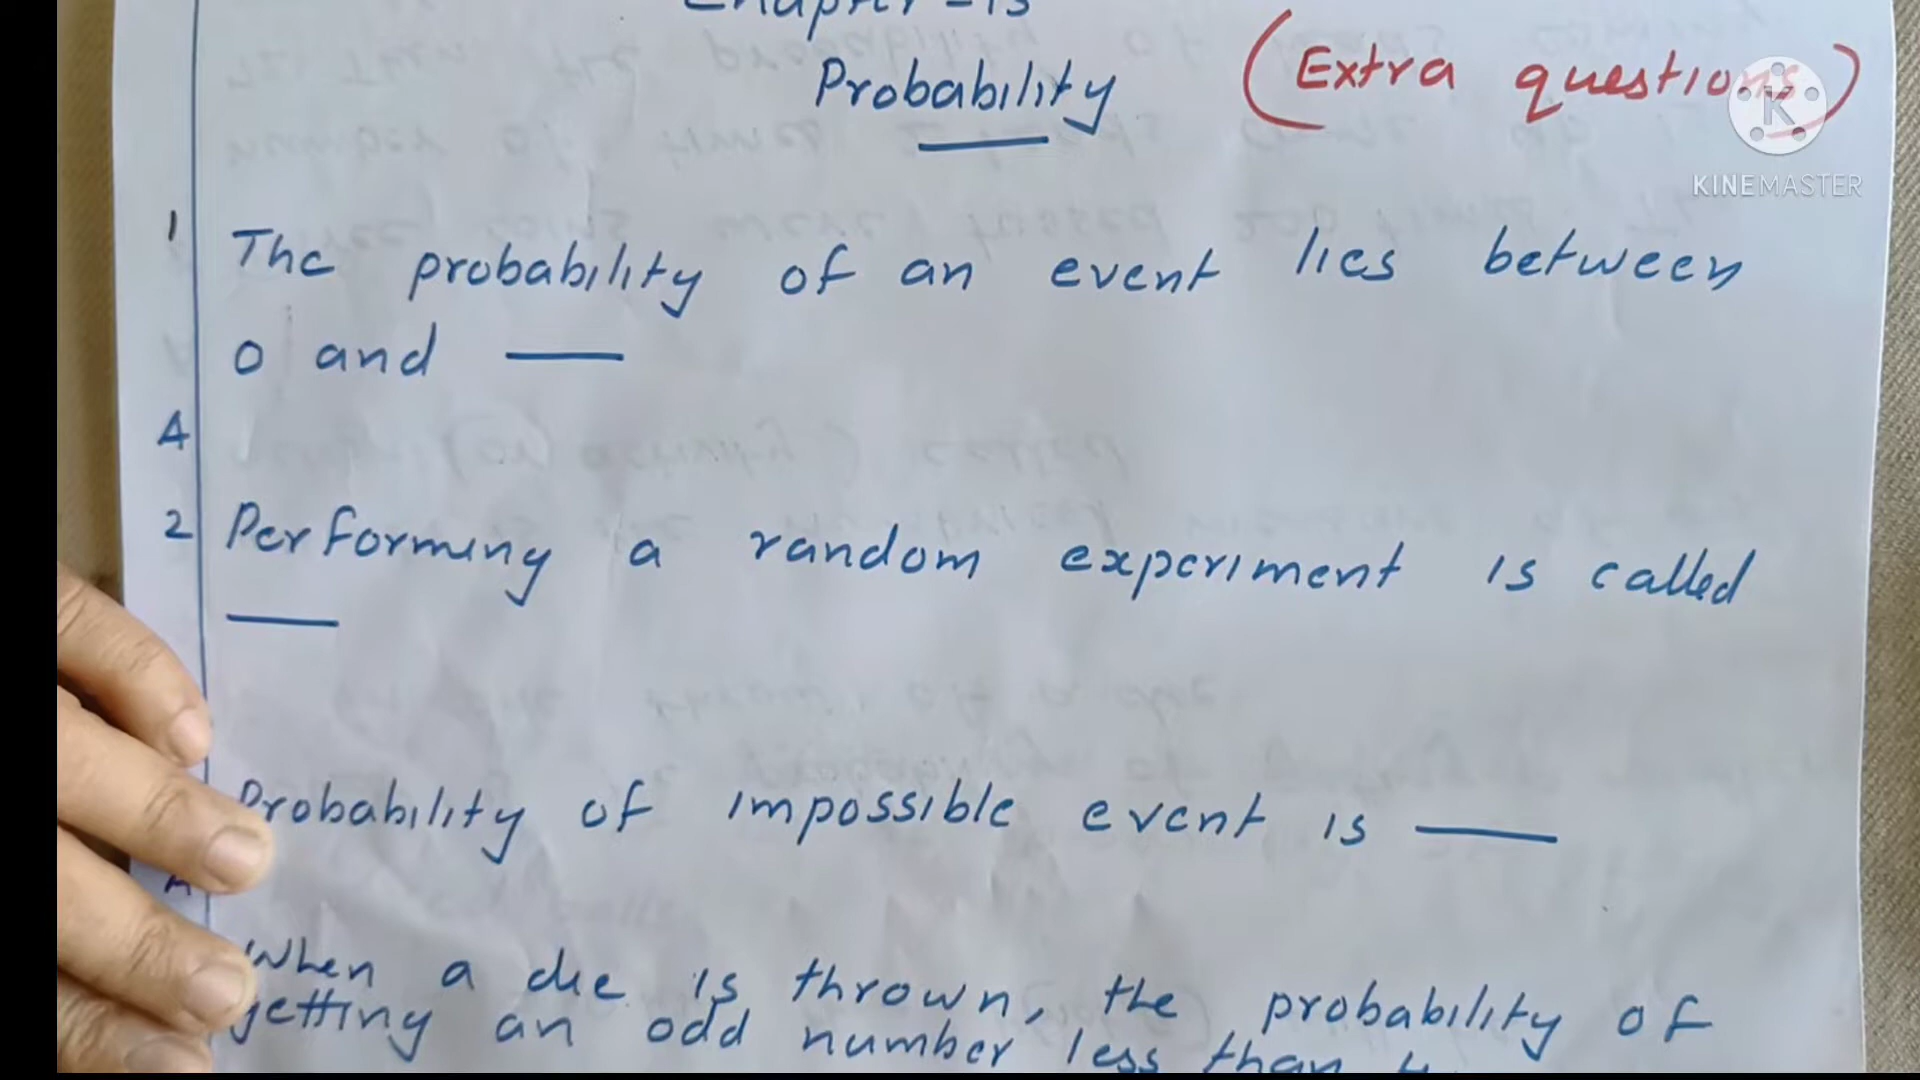 Chapter-15
Probability (Extra questions)
KINEMASTER
1 The probability of an event lies between
0 and ___
A
2 Performing a random experiment is called
___
Probability of impossible event is ___
A
When a die is thrown, the probability of
getting an odd number less than 4